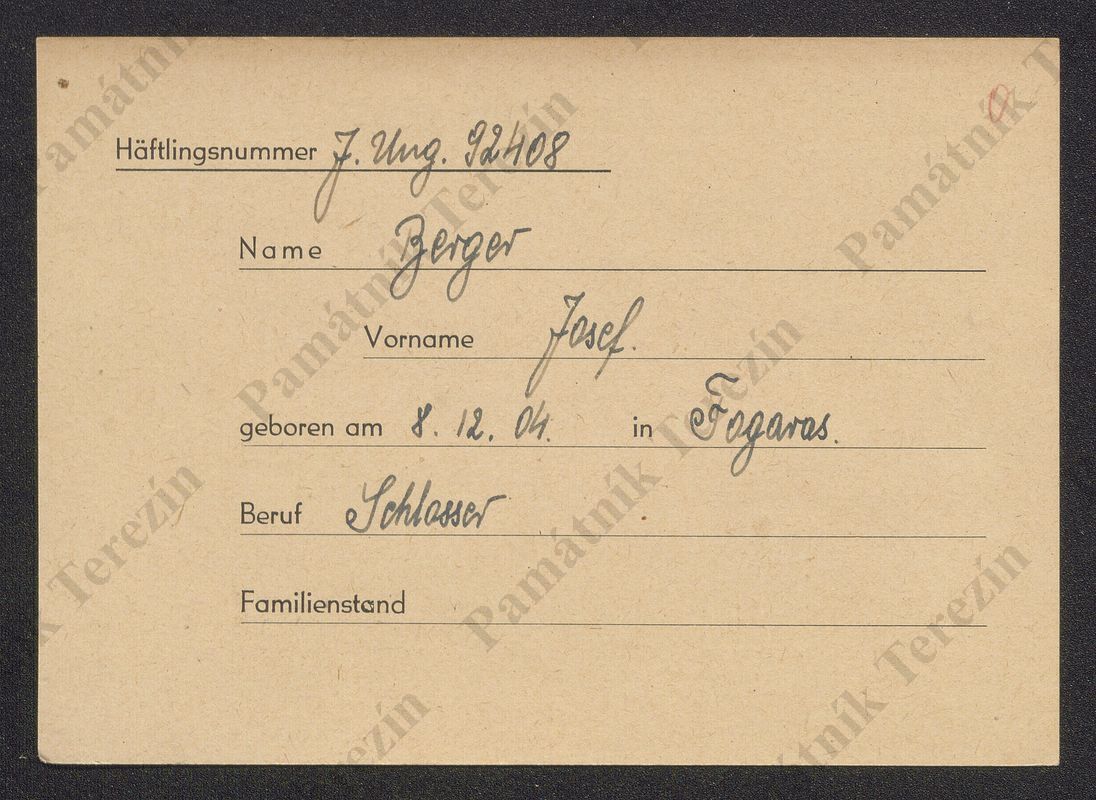 Häftlingsnummer J. Ung. 92408
Name Berger
Vorname Josef.
geboren am 8. 12. 04. in Fogaras.
Beruf Schlosser
Familienstand
Památník Terezín